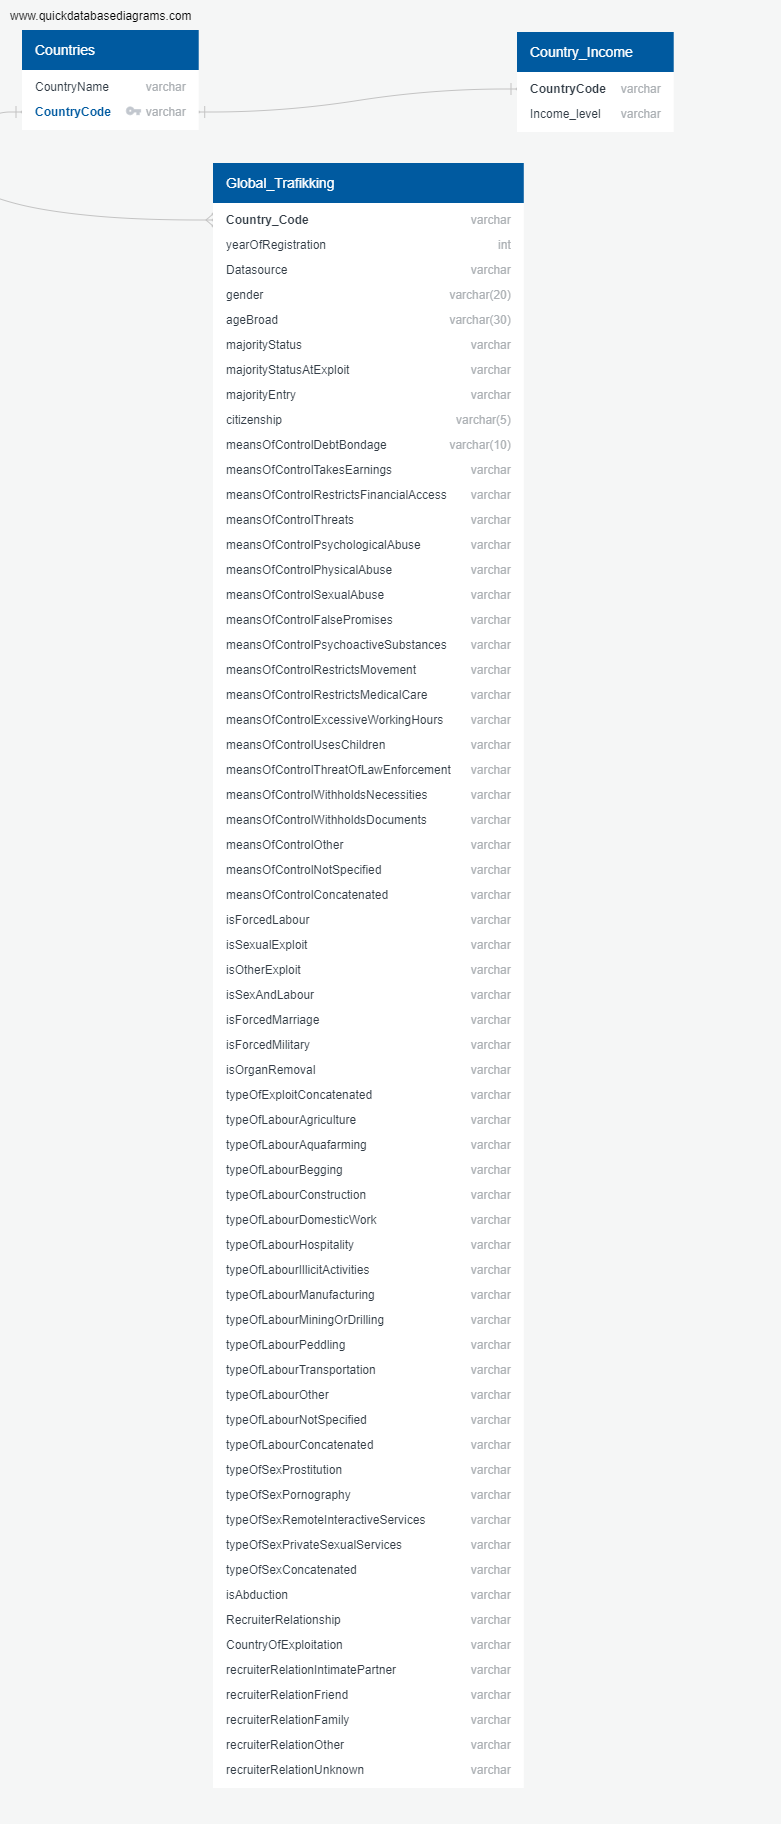 www.quickdatabasediagrams.com
Countries
CountryName varchar
CountryCode varchar
Country_Income
CountryCode varchar
Income_level varchar
Global_Trafikking
Country_Code varchar
yearOfRegistration int
Datasource varchar
gender varchar(20)
ageBroad varchar(30)
majorityStatus varchar
majorityStatusAtExploit varchar
majorityEntry varchar
citizenship varchar(5)
meansOfControlDebtBondage varchar(10)
meansOfControlTakesEarnings varchar
meansOfControlRestrictsFinancialAccess varchar
meansOfControlThreats varchar
meansOfControlPsychologicalAbuse varchar
meansOfControlPhysicalAbuse varchar
meansOfControlSexualAbuse varchar
meansOfControlFalsePromises varchar
meansOfControlPsychoactiveSubstances varchar
meansOfControlRestrictsMovement varchar
meansOfControlRestrictsMedicalCare varchar
meansOfControlExcessiveWorkingHours varchar
meansOfControlUsesChildren varchar
meansOfControlThreatOfLawEnforcement varchar
meansOfControlWithholdsNecessities varchar
meansOfControlWithholdsDocuments varchar
meansOfControlOther varchar
meansOfControlNotSpecified varchar
meansOfControlConcatenated varchar
isForcedLabour varchar
isSexualExploit varchar
isOtherExploit varchar
isSexAndLabour varchar
isForcedMarriage varchar
isForcedMilitary varchar
isOrganRemoval varchar
typeOfExploitConcatenated varchar
typeOfLabourAgriculture varchar
typeOfLabourAquafarming varchar
typeOfLabourBegging varchar
typeOfLabourConstruction varchar
typeOfLabourDomesticWork varchar
typeOfLabourHospitality varchar
typeOfLabourIllicitActivities varchar
typeOfLabourManufacturing varchar
typeOfLabourMiningOrDrilling varchar
typeOfLabourPeddling varchar
typeOfLabourTransportation varchar
typeOfLabourOther varchar
typeOfLabourNotSpecified varchar
typeOfLabourConcatenated varchar
typeOfSexProstitution varchar
typeOfSexPornography varchar
typeOfSexRemoteInteractiveServices varchar
typeOfSexPrivateSexualServices varchar
typeOfSexConcatenated varchar
isAbduction varchar
RecruiterRelationship varchar
CountryOfExploitation varchar
recruiterRelationIntimatePartner varchar
recruiterRelationFriend varchar
recruiterRelationFamily varchar
recruiterRelationOther varchar
recruiterRelationUnknown varchar